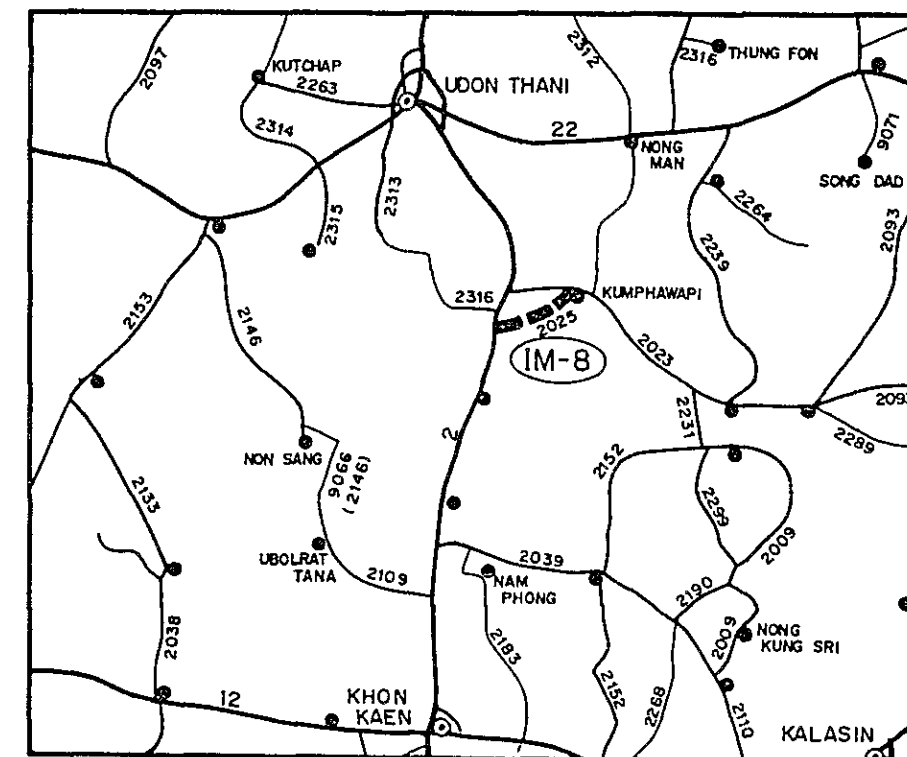 2097
KUTCHAP
2263
2314
2315
UDON THANI
2313
2312
2316
THUNG FON
22
NONG
MAN
9071
SONG DAD
2264
2093
2239
2316
KUMPHAWAPI
2025
IM-8
2023
2153
2146
2231
2093
2289
2
NON SANG
9066
(2146)
2152
2299
2009
2133
UBOLRAT
TANA
2109
2039
NAM
PHONG
2190
2009
NONG
KUNG SRI
2038
2183
2152
2268
2110
12
KHON
KAEN
KALASIN